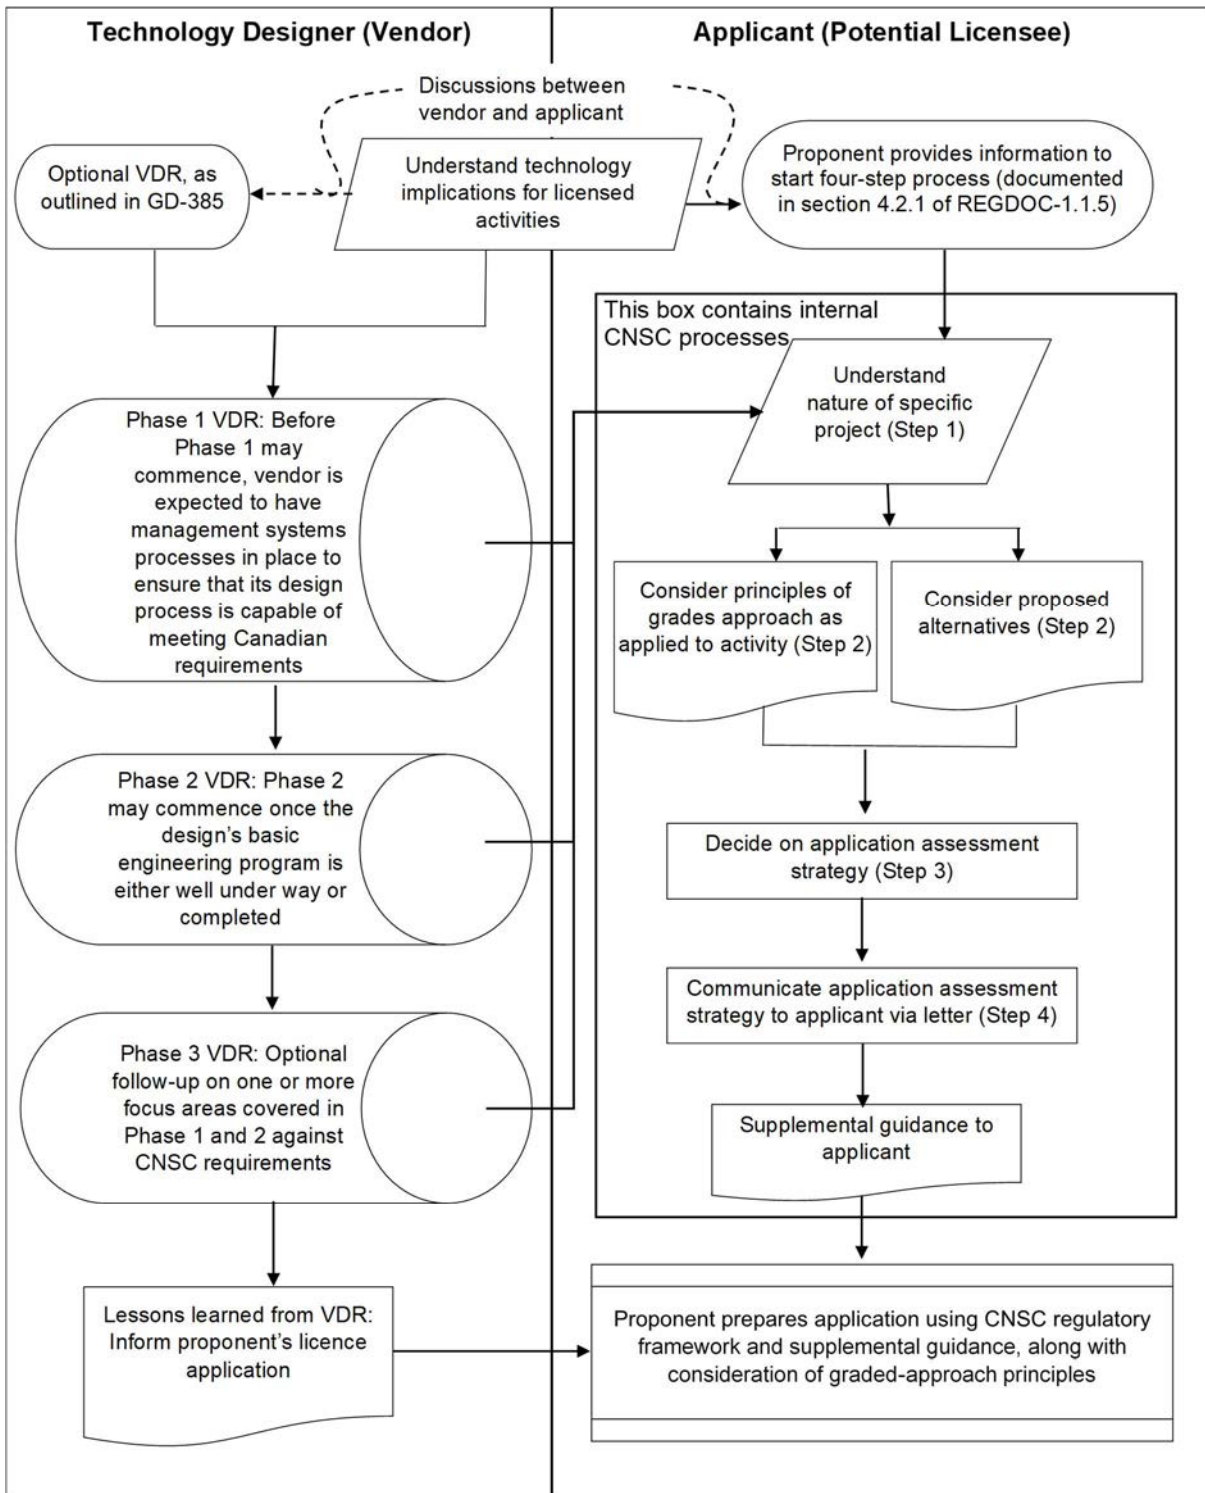 Technology Designer (Vendor)
Applicant (Potential Licensee)
Discussions between
vendor and applicant
Optional VDR, as
outlined in GD-385
Understand technology
implications for licensed
activities
Proponent provides information to
start four-step process (documented
in section 4.2.1 of REGDOC-1.1.5)
This box contains internal
CNSC processes
Understand
nature of specific
project (Step 1)
Phase 1 VDR: Before
Phase 1 may
commence, vendor is
expected to have
management systems
processes in place to
ensure that its design
process is capable of
meeting Canadian
requirements
Consider principles of
grades approach as
applied to activity (Step 2)
Consider proposed
alternatives (Step 2)
Phase 2 VDR: Phase 2
may commence once the
design’s basic
engineering program is
either well under way or
completed
Decide on application assessment
strategy (Step 3)
Communicate application assessment
strategy to applicant via letter (Step 4)
Phase 3 VDR: Optional
follow-up on one or more
focus areas covered in
Phase 1 and 2 against
CNSC requirements
Supplemental guidance to
applicant
Lessons learned from VDR:
Inform proponent’s licence
application
Proponent prepares application using CNSC regulatory
framework and supplemental guidance, along with
consideration of graded-approach principles